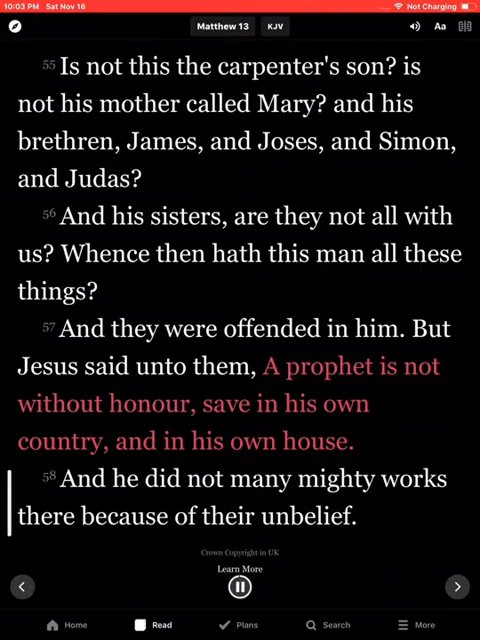 10:03 PM Sat Nov 16
Not Charging
Matthew 13 KJV
Aa
55 Is not this the carpenter's son? is
not his mother called Mary? and his
brethren, James, and Joses, and Simon,
and Judas?
56 And his sisters, are they not all with
us? Whence then hath this man all these
things?
57 And they were offended in him. But
Jesus said unto them, A prophet is not
without honour, save in his own
country, and in his own house.
58 And he did not many mighty works
there because of their unbelief.
Crown Copyright in UK
Learn More
Home Read Plans Search More